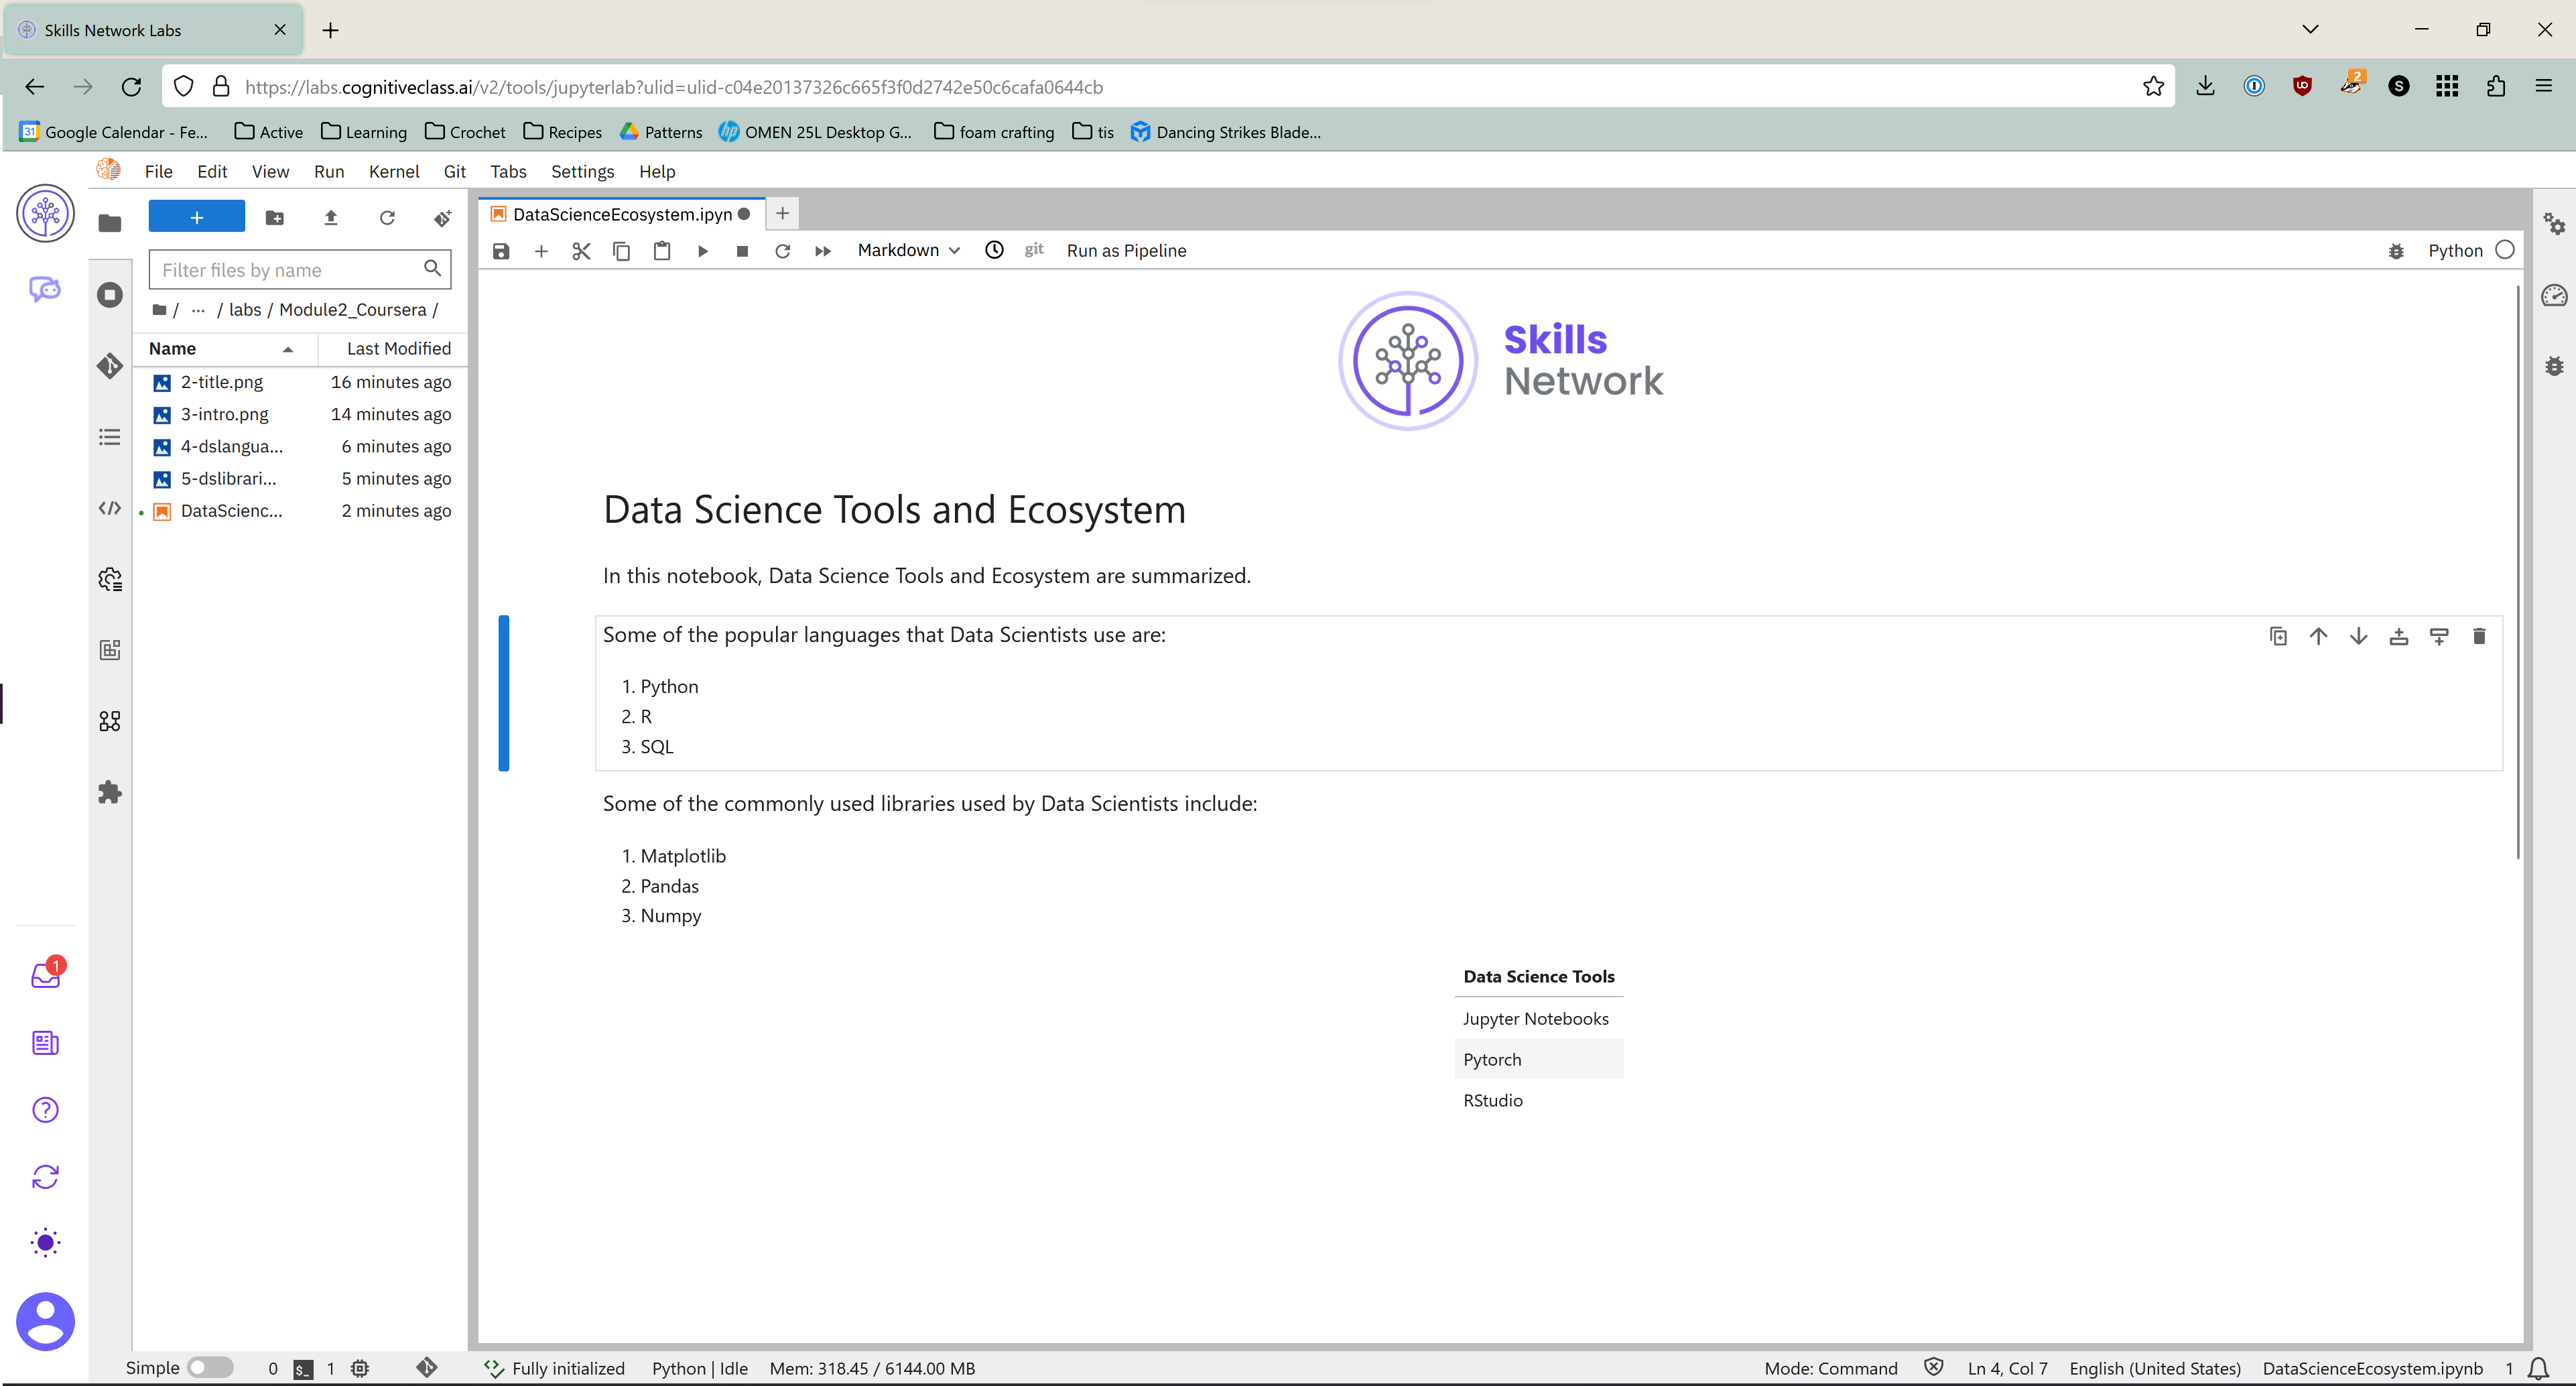 Skills Network Labs
https://labs.cognitiveclass.ai/v2/tools/jupyterlab?ulid=ulid-c04e20137326c665f3f0d2742e50c6cafa0644cb
2
S
31 Google Calendar - Fe... Active Learning Crochet Recipes Patterns hp OMEN 25L Desktop G... foam crafting tis Dancing Strikes Blade...
File Edit View Run Kernel Git Tabs Settings Help
DataScienceEcosystem.ipyn
Markdown git Run as Pipeline Python
Filter files by name
/ ... / labs / Module2_Coursera /
Name Last Modified
2-title.png 16 minutes ago
3-intro.png 14 minutes ago
4-dslangua... 6 minutes ago
5-dslibrari... 5 minutes ago
DataScienc... 2 minutes ago
Skills
Network
Data Science Tools and Ecosystem
In this notebook, Data Science Tools and Ecosystem are summarized.
Some of the popular languages that Data Scientists use are:
1. Python
2. R
3. SQL
Some of the commonly used libraries used by Data Scientists include:
1. Matplotlib
2. Pandas
3. Numpy
Data Science Tools
Jupyter Notebooks
Pytorch
RStudio
1
Simple 0 $_ 1 Fully initialized Python | Idle Mem: 318.45 / 6144.00 MB Mode: Command Ln 4, Col 7 English (United States) DataScienceEcosystem.ipynb 1